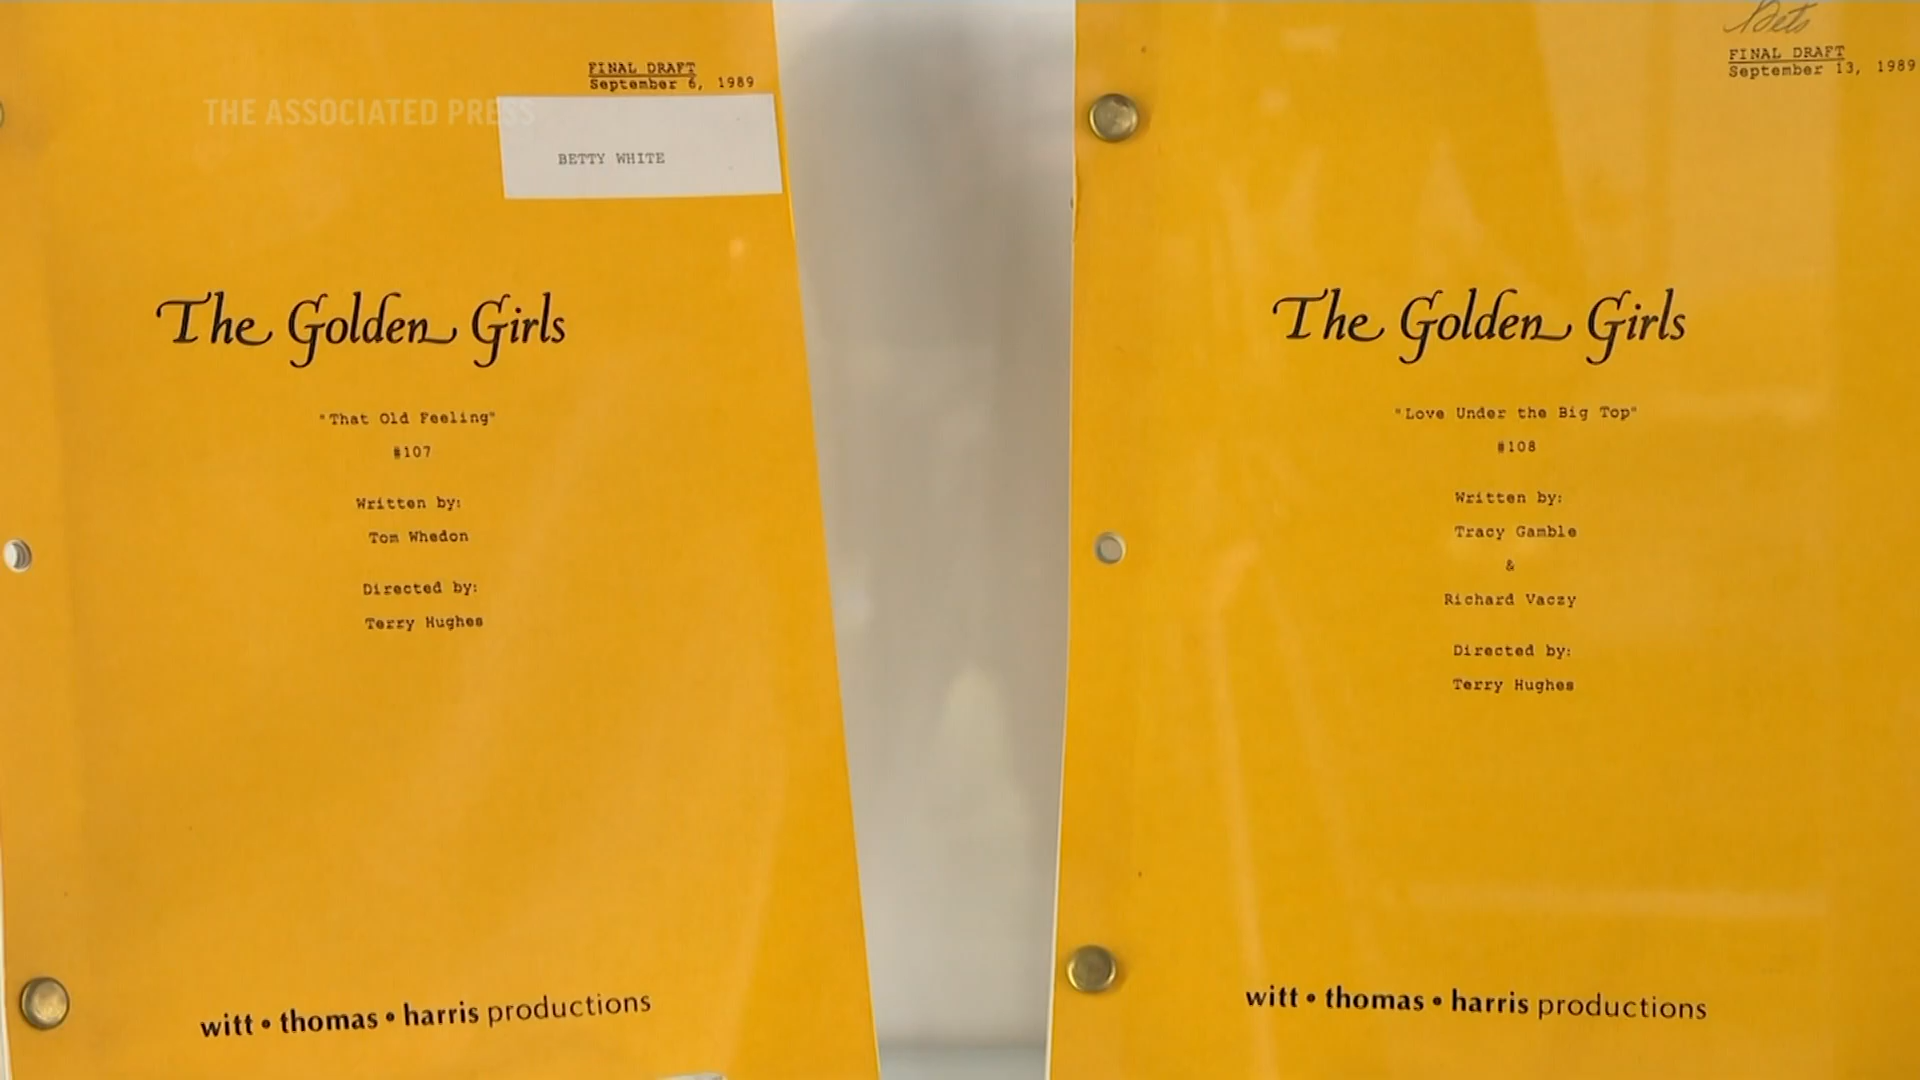 THE ASSOCIATED PRESS
FINAL DRAFT
September 6, 1989
BETTY WHITE
The Golden Girls
"That Old Feeling"
#107
Written by:
Tom Whedon
Directed by:
Terry Hughes
witt • thomas • harris productions
FINAL DRAFT
September 13, 1989
The Golden Girls
"Love Under the Big Top"
#108
Written by:
Tracy Gamble
&
Richard Vaczy
Directed by:
Terry Hughes
witt • thomas • harris productions